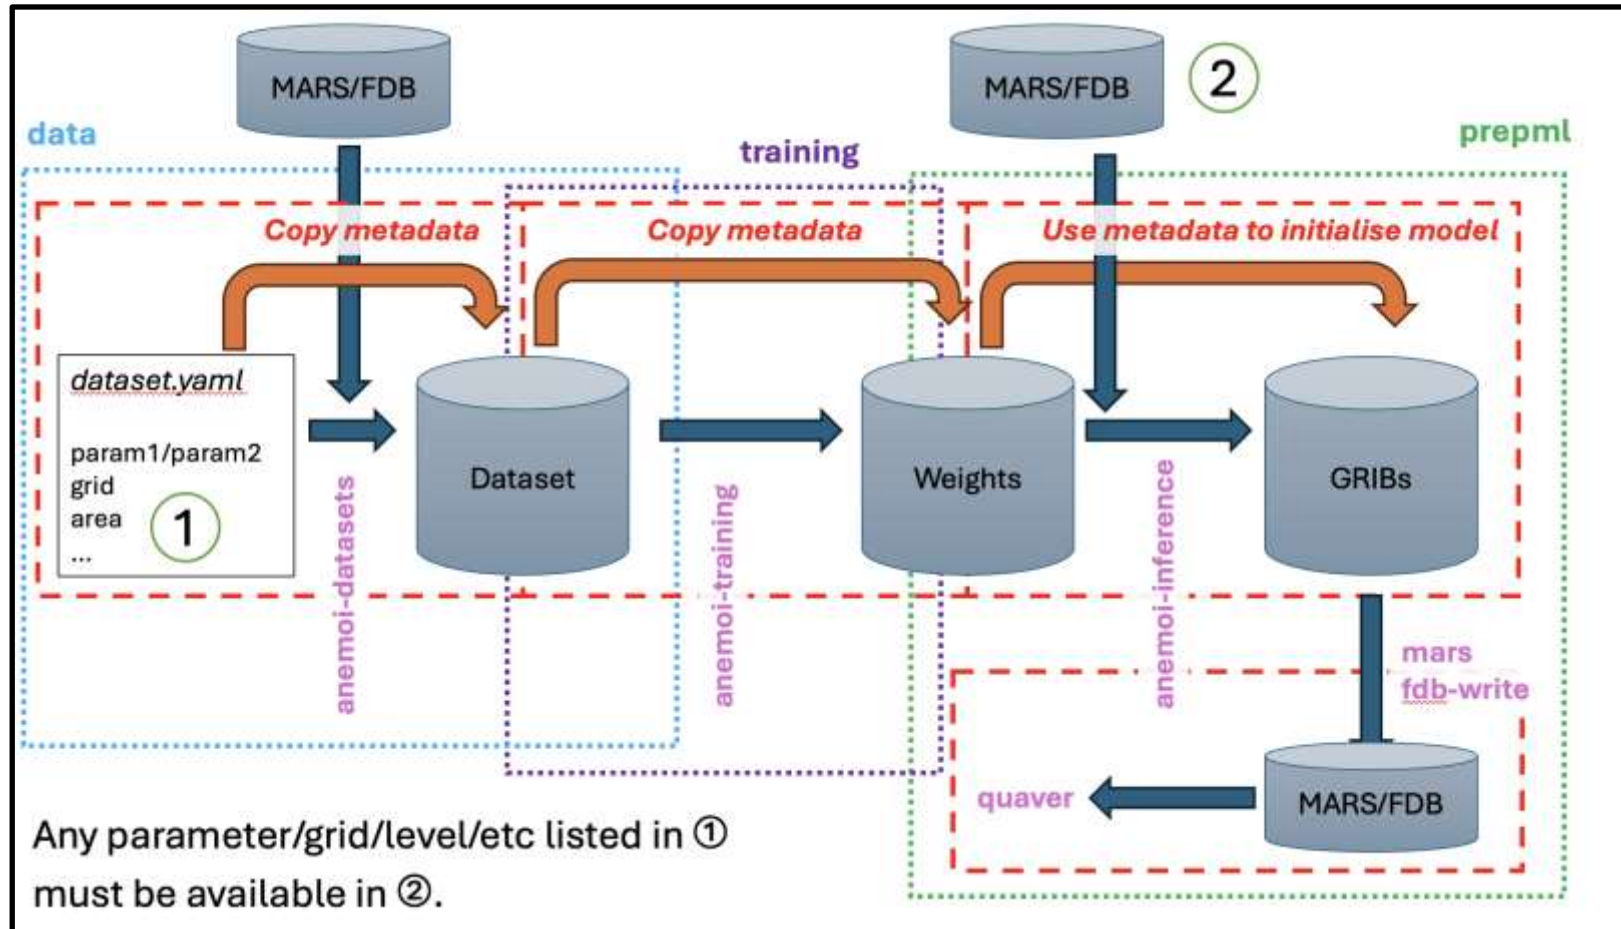 MARS/FDB
MARS/FDB
②
data
training
prepml
Copy metadata
Copy metadata
Use metadata to initialise model
dataset.yaml
param1/param2
grid
area
...
①
Dataset
Weights
GRIBs
anemoi-datasets
anemoi-training
anemoi-inference
mars
fdb-write
quaver
MARS/FDB
Any parameter/grid/level/etc listed in ①
must be available in ②.